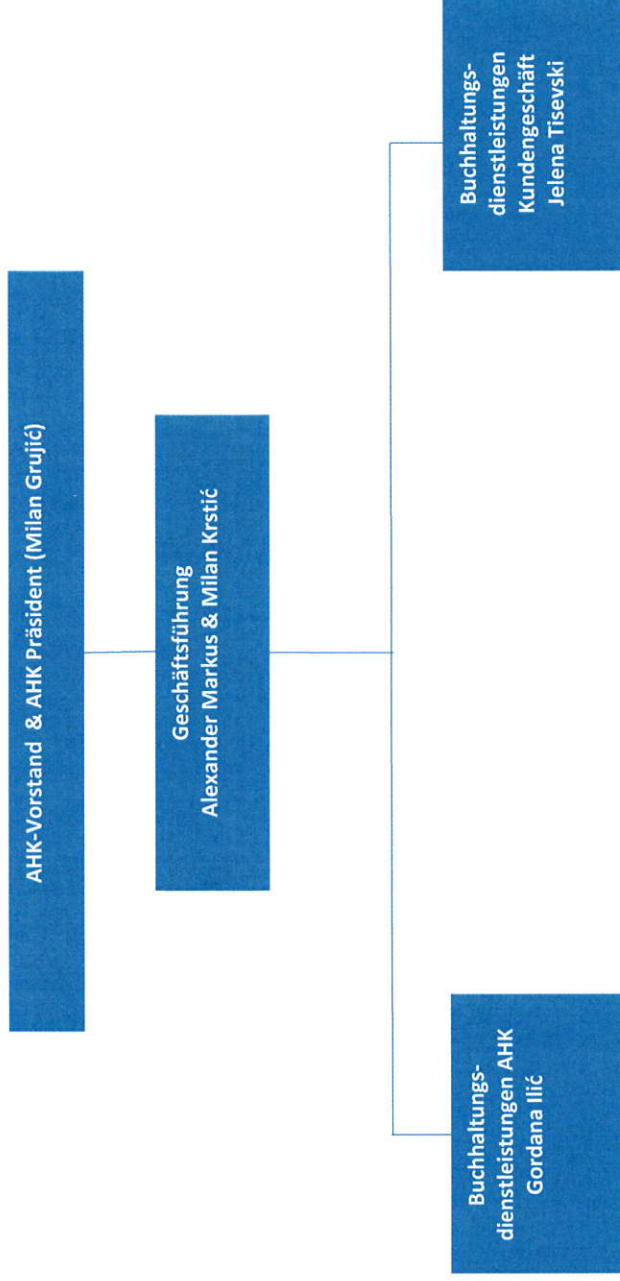 AHK-Vorstand & AHK Präsident (Milan Grujić)
Geschäftsführung
Alexander Markus & Milan Krstić
Buchhaltungs-
dienstleistungen AHK
Gordana Ilić
Buchhaltungs-
dienstleistungen
Kundengeschäft
Jelena Tisevski